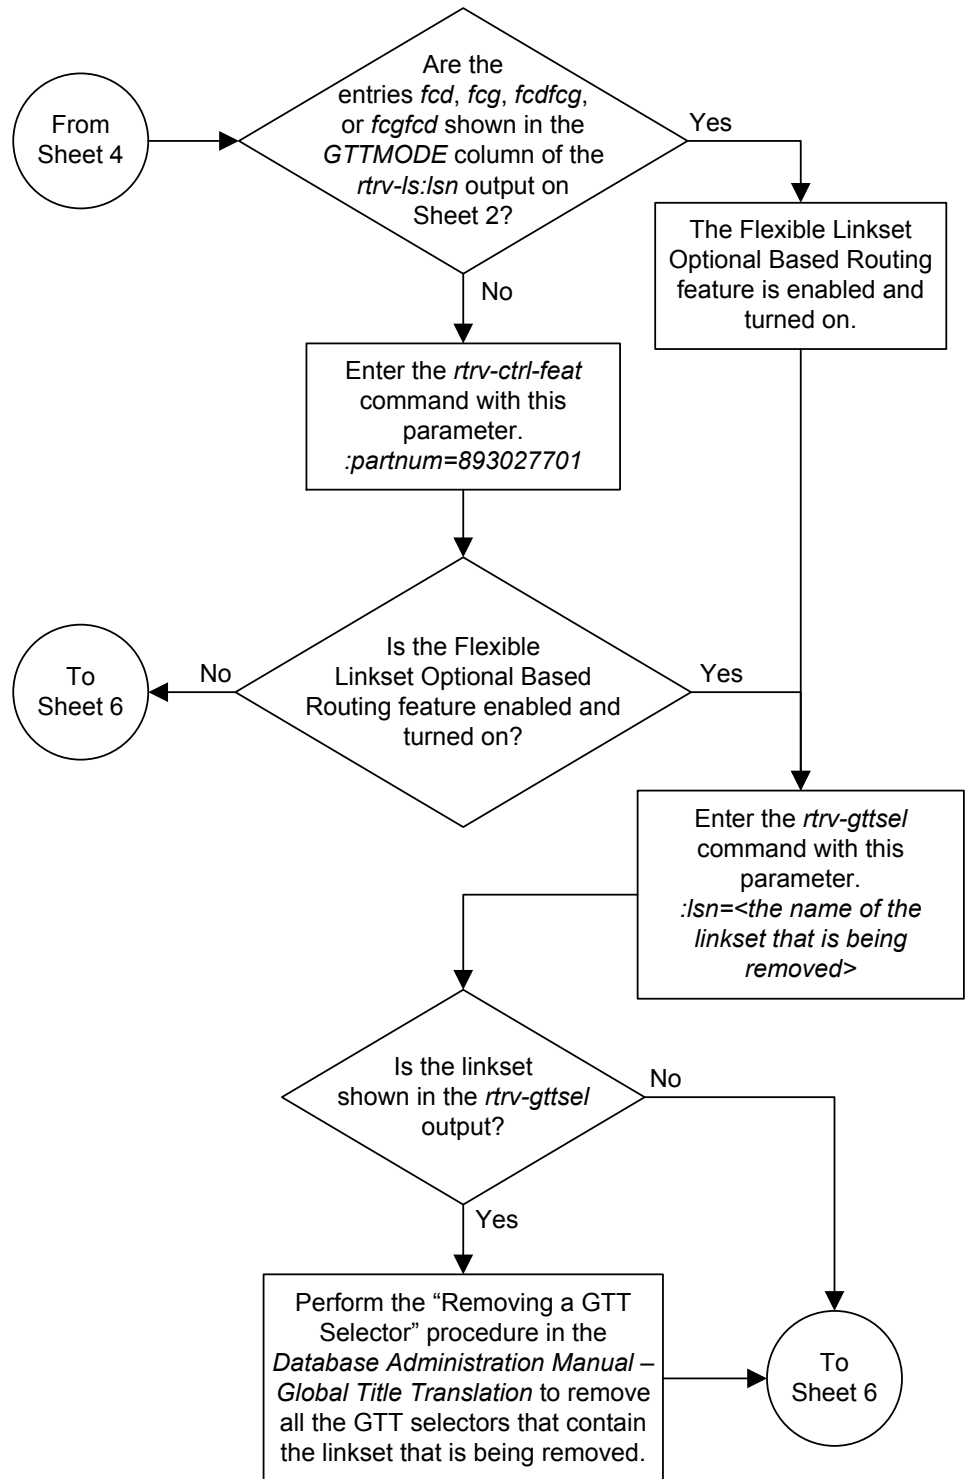 From
Sheet 4
Are the
entries fcd, fcg, fcdfcg,
or fcgfcd shown in the
GTTMODE column of the
rtrv-ls:lsn output on
Sheet 2?
Yes
The Flexible Linkset
Optional Based Routing
feature is enabled and
turned on.
No
Enter the rtrv-ctrl-feat
command with this
parameter.
:partnum=893027701
Is the Flexible
Linkset Optional Based
Routing feature enabled and
turned on?
No
To
Sheet 6
Yes
Enter the rtrv-gttsel
command with this
parameter.
:lsn=<the name of the
linkset that is being
removed>
Is the linkset
shown in the rtrv-gttsel
output?
No
Yes
Perform the “Removing a GTT
Selector” procedure in the
Database Administration Manual –
Global Title Translation to remove
all the GTT selectors that contain
the linkset that is being removed.
To
Sheet 6